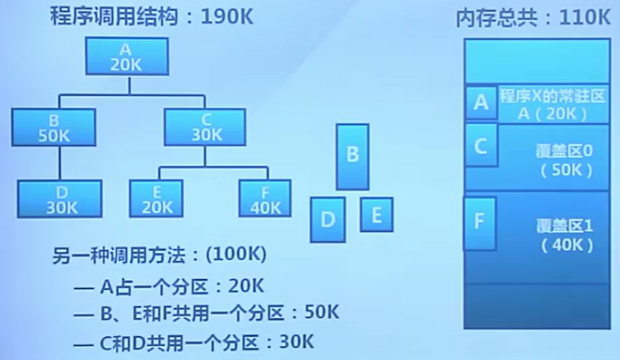 程序调用结构：190K
内存总共：110K
A
20K
B
50K
C
30K
D
30K
E
20K
F
40K
B
D
E
A
程序X的常驻区
A（20K）
C
覆盖区0
（50K）
F
覆盖区1
（40K）
另一种调用方法：(100K)
— A占一个分区：20K
— B、E和F共用一个分区：50K
— C和D共用一个分区：30K